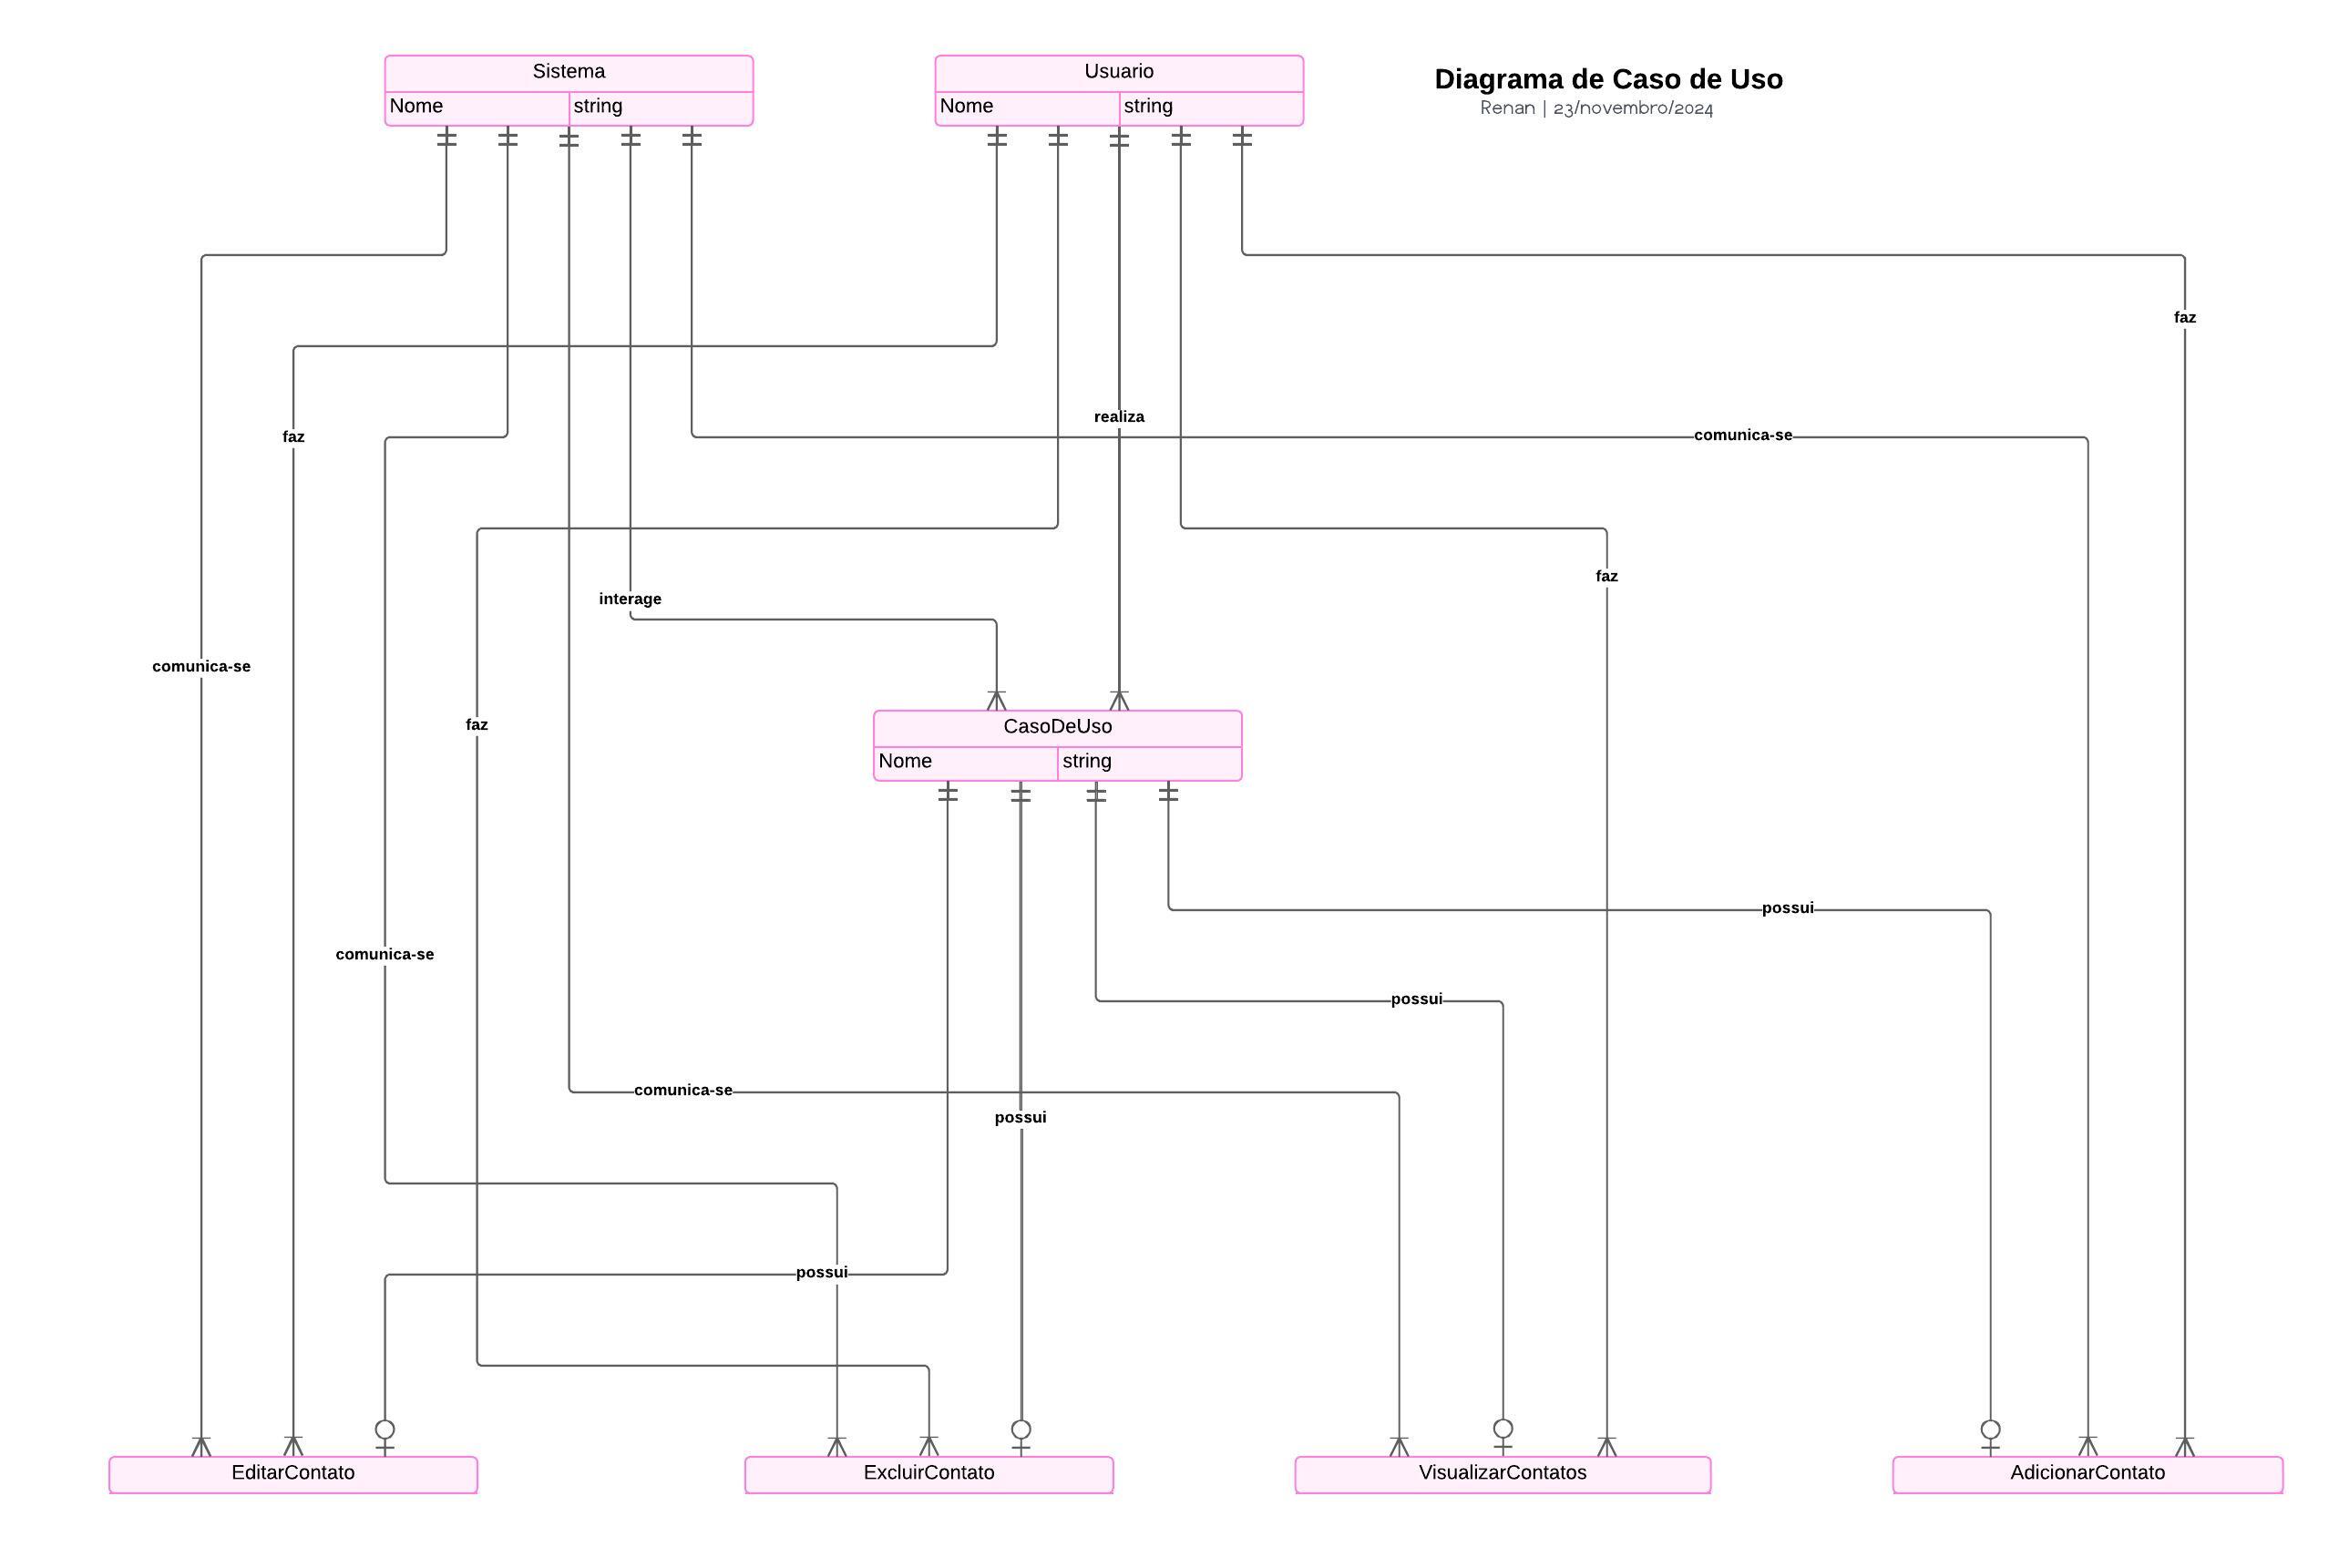 Sistema
Nome string
Usuario
Nome string
Diagrama de Caso de Uso
Renan | 23/novembro/2024
faz
realiza
comunica-se
faz
faz
interage
comunica-se
faz
CasoDeUso
Nome string
possui
comunica-se
possui
comunica-se
possui
possui
EditarContato
ExcluirContato
VisualizarContatos
AdicionarContato